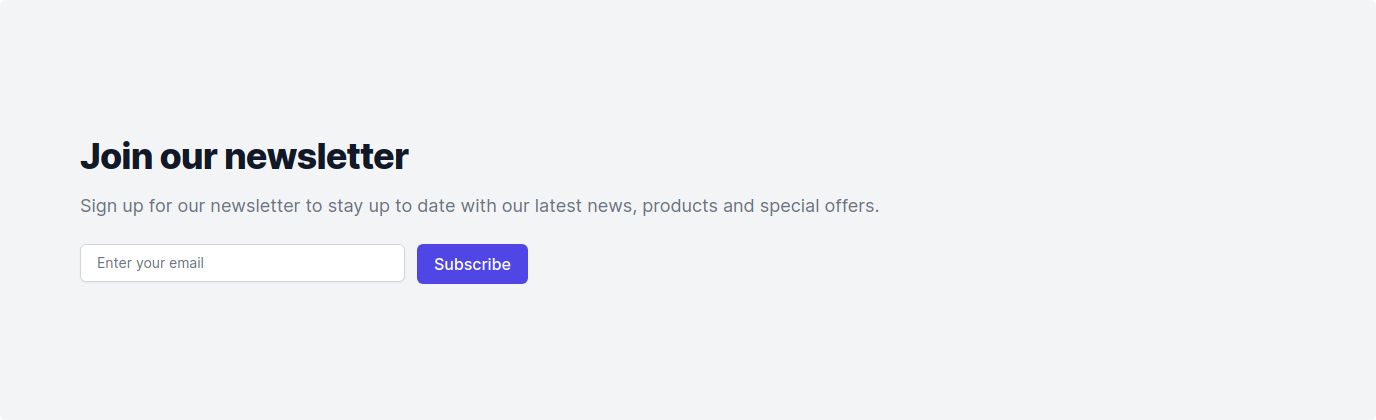 Join our newsletter
Sign up for our newsletter to stay up to date with our latest news, products and special offers.
Enter your email
Subscribe